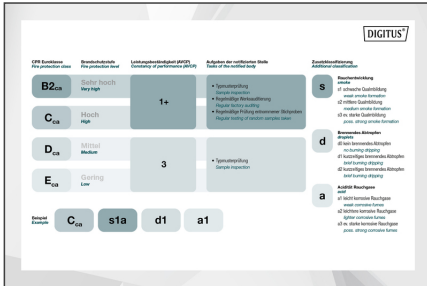 DIGITUS®
CPR Euroklasse
Fire protection class
Brandschutzstufe
Fire protection level
Leistungsbeständigkeit (AVCP)
Constancy of performance (AVCP)
Aufgaben der notifizierten Stelle
Tasks of the notified body
Zusatzklassifizierung
Additional classification
B2ca
Sehr hoch
Very high
Cca
Hoch
High
1+
• Typmusterprüfung
Sample inspection
• Regelmäßige Werksauditierung
Regular factory auditing
• Regelmäßige Prüfung entnommener Stichproben
Regular testing of random samples taken
Dca
Mittel
Medium
Eca
Gering
Low
3
• Typmusterprüfung
Sample inspection
s
Rauchentwicklung
smoke
s1 schwache Qualmbildung
weak smoke formation
s2 mittlere Qualmbildung
medium smoke formation
s3 ev. starke Qualmbildung
poss. strong smoke formation
d
Brennendes Abtropfen
droplets
d0 kein brennendes Abtropfen
no burning dripping
d1 kurzzeitiges brennendes Abtropfen
brief burning dripping
d2 kurzzeitiges brennendes Abtropfen
brief burning dripping
a
Acidität Rauchgase
acid
a1 leicht korrosive Rauchgase
weak corrosive fumes
a2 leichtere korrosive Rauchgase
lighter corrosive fumes
a3 ev. starke korrosive Rauchgase
poss. strong corrosive fumes
Beispiel
Example
Cca
s1a
d1
a1